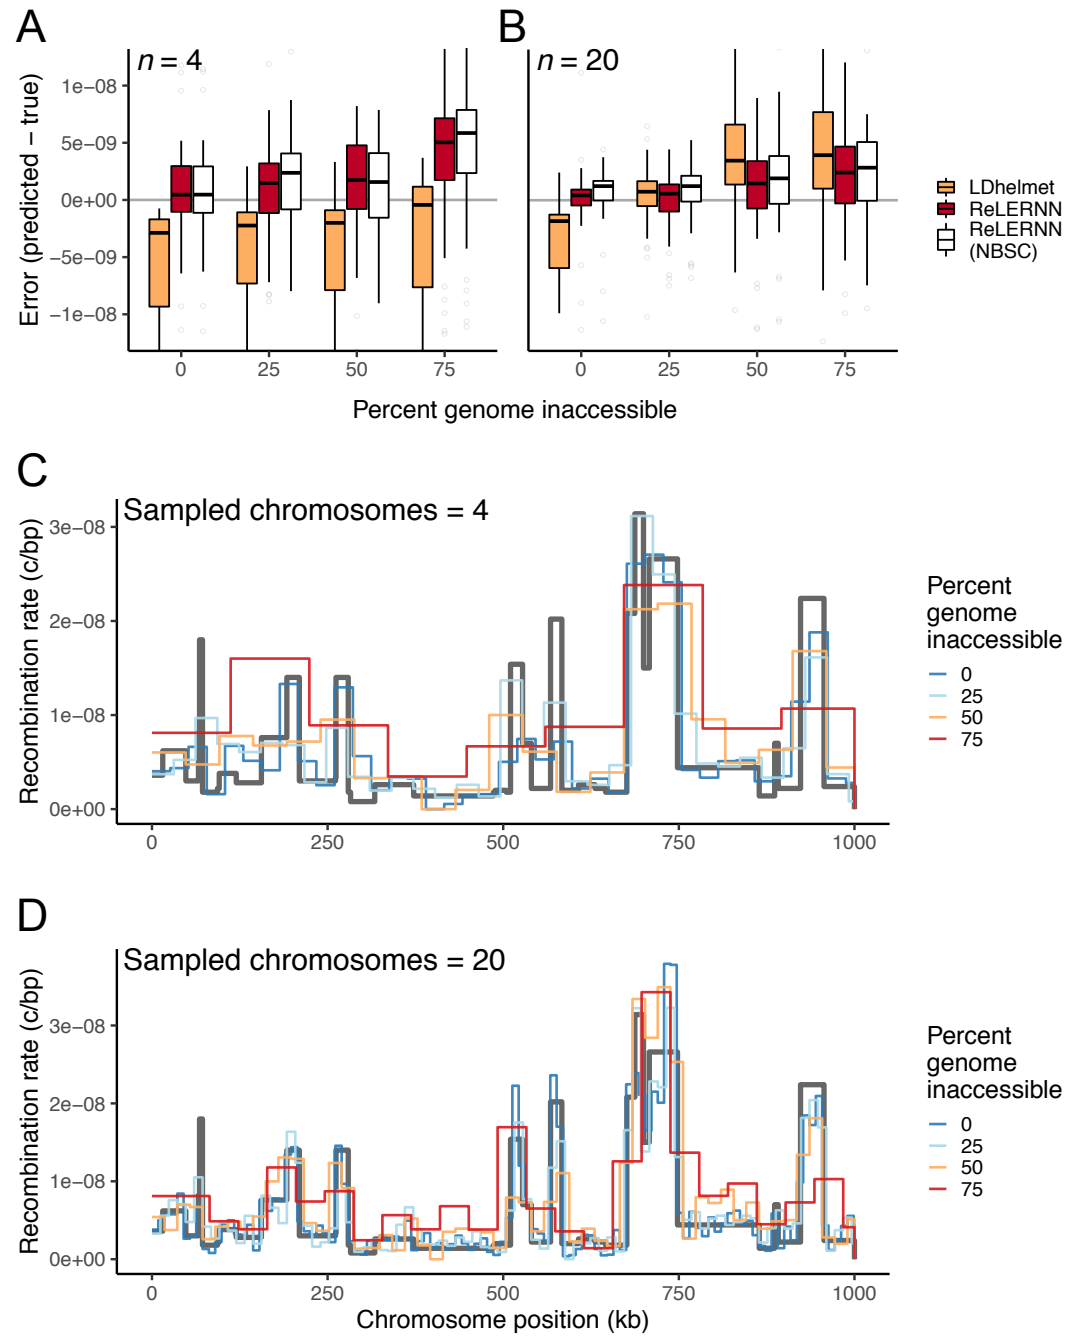 A
B
n = 4
n = 20
Error (predicted − true)
1e−08
5e−09
0e+00
−5e−09
−1e−08
0 25 50 75
0 25 50 75
Percent genome inaccessible
LDhelmet
ReLERNN
ReLERNN
(NBSC)
C
Sampled chromosomes = 4
Recombination rate (c/bp)
3e−08
2e−08
1e−08
0e+00
0 250 500 750 1000
Percent
genome
inaccessible
0
25
50
75
D
Sampled chromosomes = 20
Recombination rate (c/bp)
3e−08
2e−08
1e−08
0e+00
0 250 500 750 1000
Chromosome position (kb)
Percent
genome
inaccessible
0
25
50
75